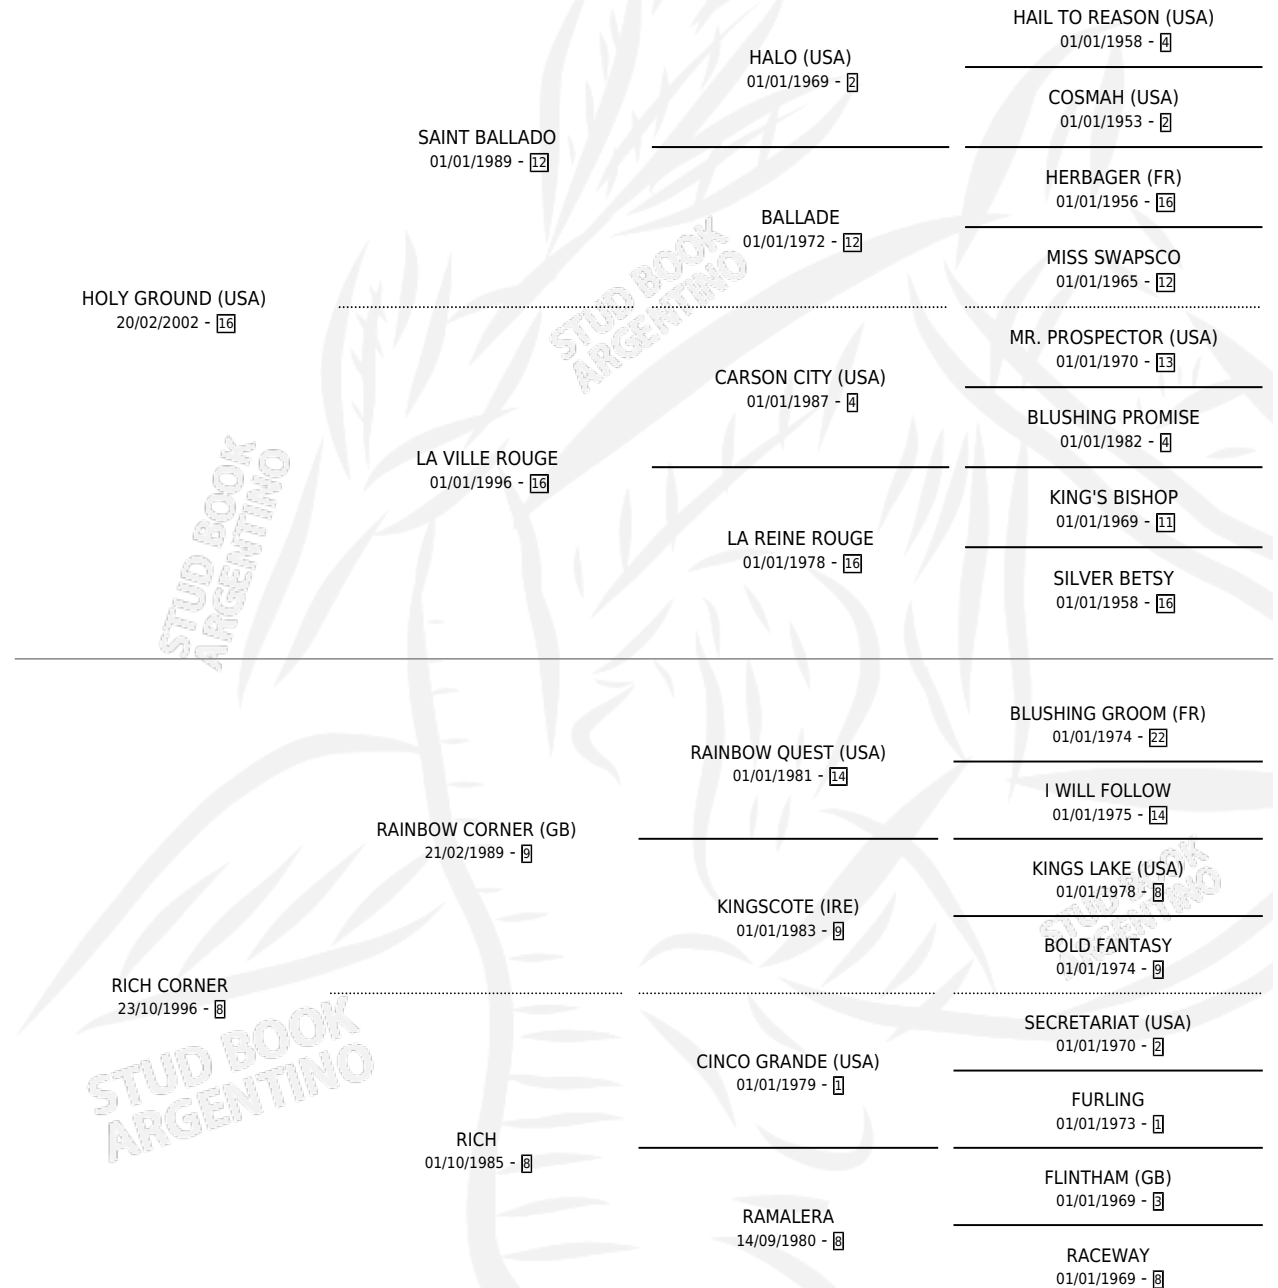 HAIL TO REASON (USA)
01/01/1958 - 4
HALO (USA)
01/01/1969 - 2
COSMAH (USA)
01/01/1953 - 2
SAINT BALLADO
01/01/1989 - 12
HERBAGER (FR)
01/01/1956 - 16
BALLADE
01/01/1972 - 12
MISS SWAPSCO
01/01/1965 - 12
HOLY GROUND (USA)
20/02/2002 - 16
MR. PROSPECTOR (USA)
01/01/1970 - 13
CARSON CITY (USA)
01/01/1987 - 4
BLUSHING PROMISE
01/01/1982 - 4
LA VILLE ROUGE
01/01/1996 - 16
KING'S BISHOP
01/01/1969 - 11
LA REINE ROUGE
01/01/1978 - 16
SILVER BETSY
01/01/1958 - 16
BLUSHING GROOM (FR)
01/01/1974 - 22
RAINBOW QUEST (USA)
01/01/1981 - 14
I WILL FOLLOW
01/01/1975 - 14
RAINBOW CORNER (GB)
21/02/1989 - 9
KINGS LAKE (USA)
01/01/1978 - 8
KINGSCOTE (IRE)
01/01/1983 - 9
BOLD FANTASY
01/01/1974 - 9
RICH CORNER
23/10/1996 - 8
SECRETARIAT (USA)
01/01/1970 - 2
CINCO GRANDE (USA)
01/01/1979 - 1
FURLING
01/01/1973 - 1
RICH
01/10/1985 - 8
FLINTHAM (GB)
01/01/1969 - 3
RAMALERA
14/09/1980 - 8
RACEWAY
01/01/1969 - 8
STUD BOOK
ARGENTINO
STUD BOOK
ARGENTINO
STUD BOOK
ARGENTINO
STUD BOOK
ARGENTINO